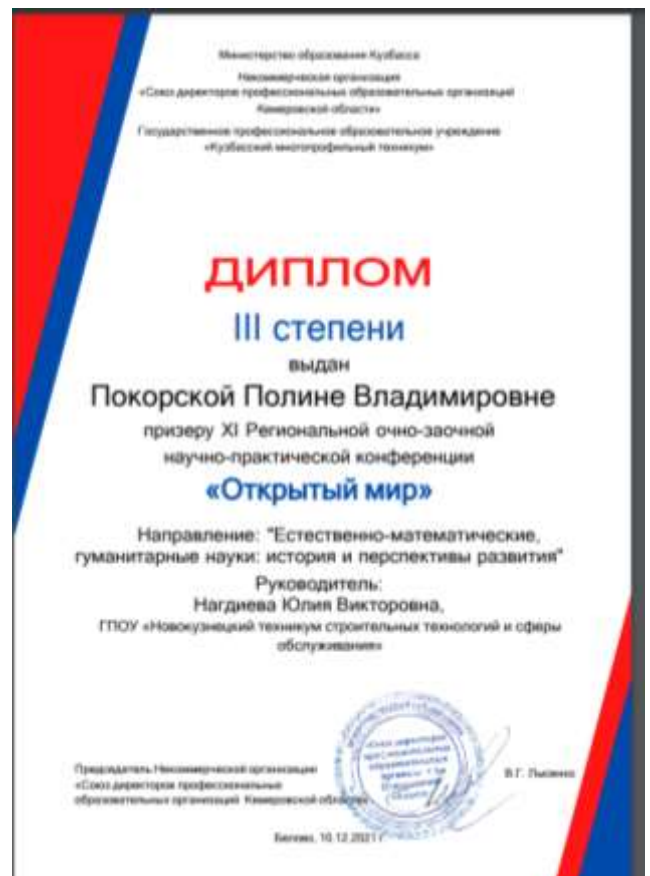 Министерство образования Кузбасса
Некоммерческая организация
«Союз директоров профессиональных образовательных организаций
Кемеровской области»
Государственное профессиональное образовательное учреждение
«Кузбасский многопрофильный техникум»
ДИПЛОМ
III степени
выдан
Покорской Полине Владимировне
призеру XI Региональной очно-заочной
научно-практической конференции
«Открытый мир»
Направление: "Естественно-математические,
гуманитарные науки: история и перспективы развития"
Руководитель:
Нагдиева Юлия Викторовна,
ГПОУ «Новокузнецкий техникум строительных технологий и сферы
обслуживания»
Председатель Некоммерческой организации
«Союз директоров профессиональных
образовательных организаций Кемеровской области»
В.Г. Лысенко
Белово, 10.12.2021 г.